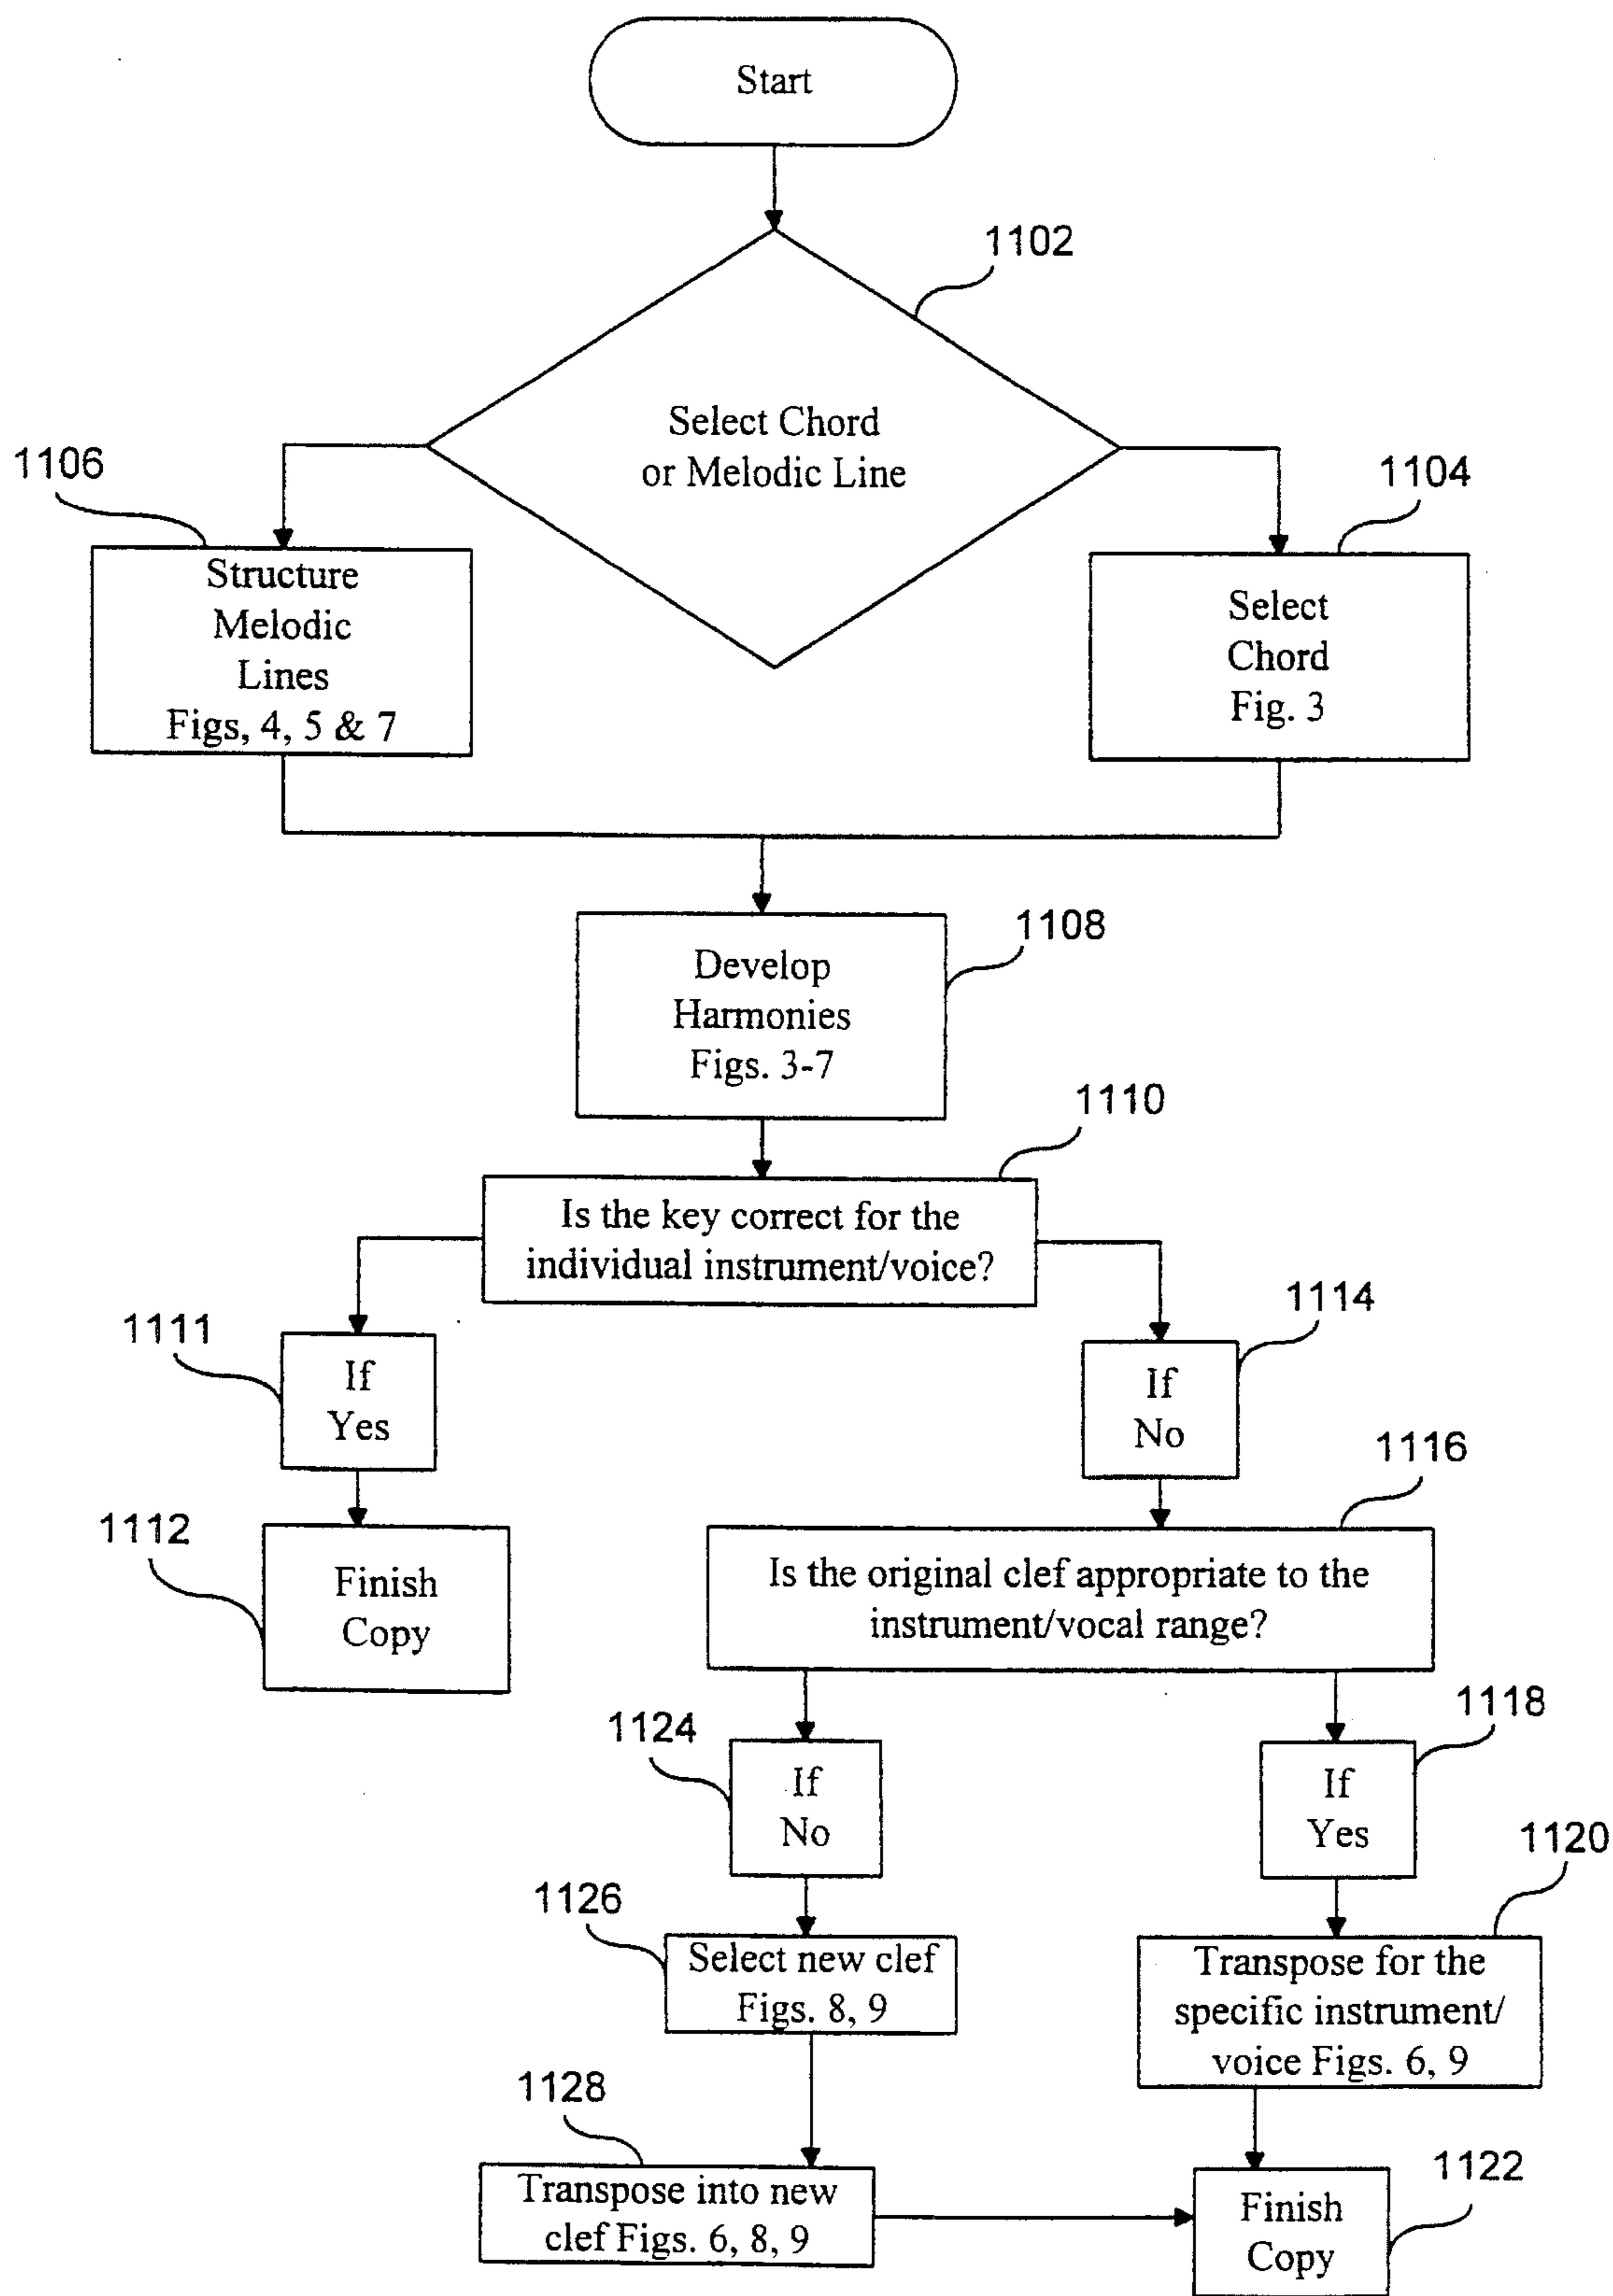 Start
1102
Select Chord
or Melodic Line
1106
1104
Structure
Melodic
Lines
Figs, 4, 5 & 7
Select
Chord
Fig. 3
1108
Develop
Harmonies
Figs. 3-7
1110
Is the key correct for the
individual instrument/voice?
1111
If
Yes
1114
If
No
1112
Finish
Copy
1116
Is the original clef appropriate to the
instrument/vocal range?
1124
If
No
1118
If
Yes
1126
Select new clef
Figs. 8, 9
1120
Transpose for the
specific instrument/
voice Figs. 6, 9
1128
Transpose into new
clef Figs. 6, 8, 9
1122
Finish
Copy